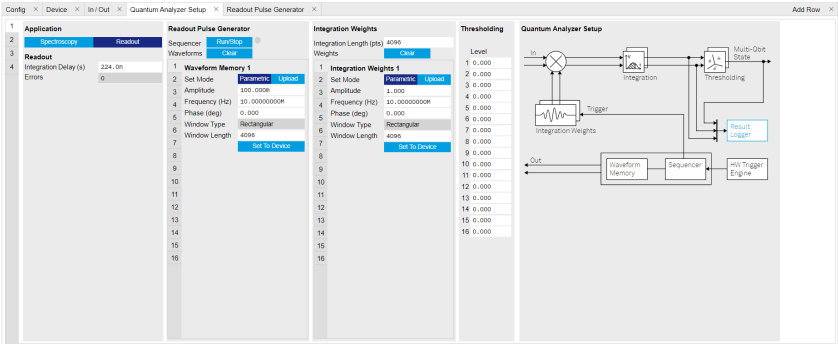 Config × Device × In / Out × Quantum Analyzer Setup × Readout Pulse Generator × Add Row ×
1
2
3
4
Application
Spectroscopy Readout
Readout
Integration Delay (s) 224.0n
Errors 0
Readout Pulse Generator
Sequencer Run/Stop
Waveforms Clear
1
2
3
4
5
6
7
8
9
10
11
12
13
14
15
16
Waveform Memory 1
Set Mode Parametric Upload
Amplitude 100.000m
Frequency (Hz) 10.00000000M
Phase (deg) 0.000
Window Type Rectangular
Window Length 4096
Set To Device
Integration Weights
Integration Length (pts) 4096
Weights Clear
1
2
3
4
5
6
7
8
9
10
11
12
13
14
15
16
Integration Weights 1
Set Mode Parametric Upload
Amplitude 1.000
Frequency (Hz) 10.00000000M
Phase (deg) 0.000
Window Type Rectangular
Window Length 4096
Set To Device
Thresholding
Level
1 0.000
2 0.000
3 0.000
4 0.000
5 0.000
6 0.000
7 0.000
8 0.000
9 0.000
10 0.000
11 0.000
12 0.000
13 0.000
14 0.000
15 0.000
16 0.000
Quantum Analyzer Setup
In
Integration
Thresholding
Multi-Qbit
State
Integration Weights
Trigger
Result
Logger
Out
Waveform
Memory
Sequencer
HW Trigger
Engine